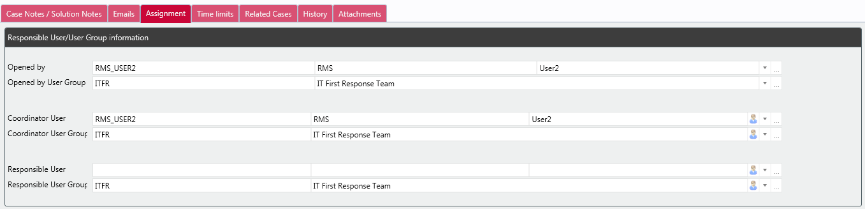 Case Notes / Solution Notes Emails Assignment Time limits Related Cases History Attachments
Responsible User/User Group information
Opened by RMS_USER2 RMS User2 ...
Opened by User Group ITFR IT First Response Team ...
Coordinator User RMS_USER2 RMS User2 ...
Coordinator User Group ITFR IT First Response Team ...
Responsible User ...
Responsible User Group ITFR IT First Response Team ...